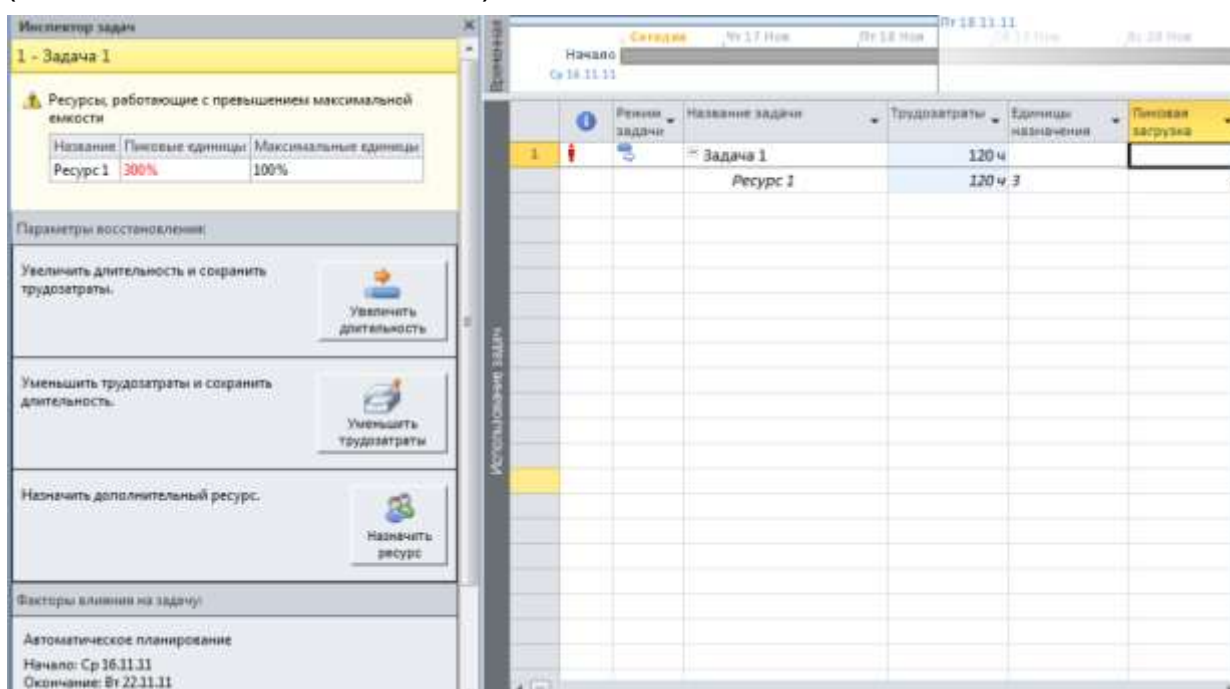 Инспектор задач
1 - Задача 1
Ресурсы, работающие с превышением максимальной
емкости
Название Пиковые единицы Максимальные единицы
Ресурс 1 300% 100%
Параметры восстановления:
Увеличить длительность и сохранить
трудозатраты.
Увеличить
длительность
Уменьшить трудозатраты и сохранить
длительность.
Уменьшить
трудозатраты
Назначить дополнительный ресурс.
Назначить
ресурс
Факторы влияния на задачу:
Автоматическое планирование
Начало: Ср 16.11.11
Окончание: Вт 22.11.11
Временная
Пт 18.11.11
Сегодня Чт 17 Ноя Пт 18 Ноя
Начало
Ср 16.11.11
Использование задач
Режим
задачи
Название задачи
Трудозатраты
Единицы
назначения
Пиковая
загрузка
1 Задача 1 120 ч
Ресурс 1 120 ч 3